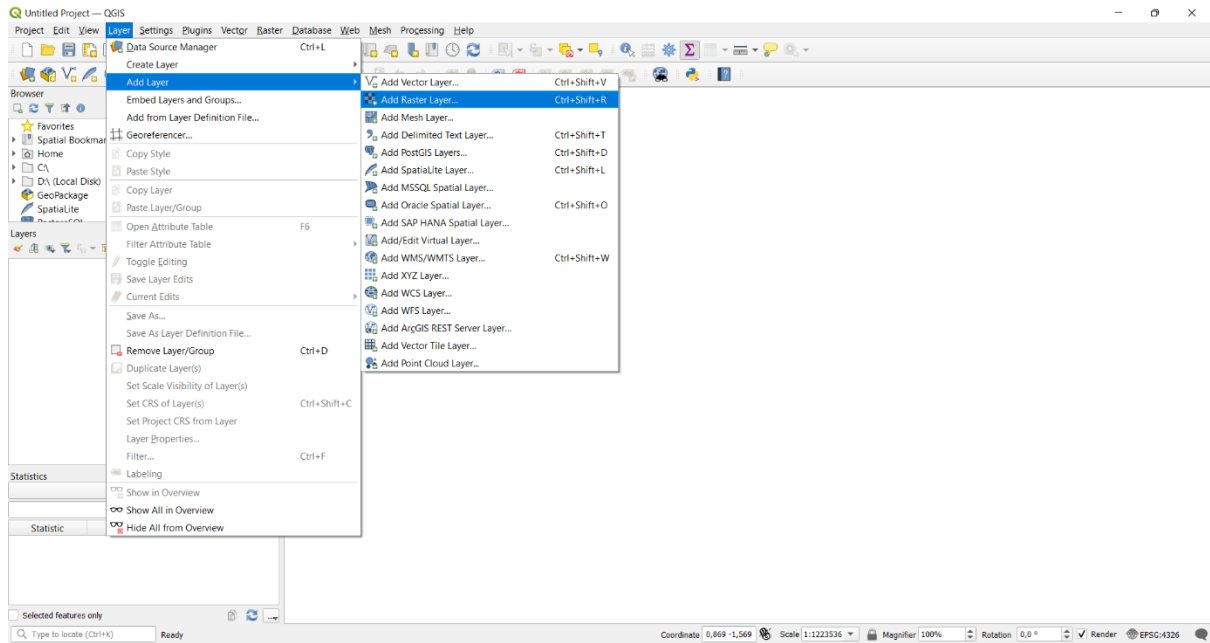 Untitled Project — QGIS
Project Edit View Layer Settings Plugins Vector Raster Database Web Mesh Processing Help
Data Source Manager Ctrl+L
Create Layer
Add Layer
Embed Layers and Groups...
Add from Layer Definition File...
Georeferencer...
Copy Style
Paste Style
Copy Layer
Paste Layer/Group
Open Attribute Table F6
Filter Attribute Table
Toggle Editing
Save Layer Edits
Current Edits
Save As...
Save As Layer Definition File...
Remove Layer/Group Ctrl+D
Duplicate Layer(s)
Set Scale Visibility of Layer(s)
Set CRS of Layer(s) Ctrl+Shift+C
Set Project CRS from Layer
Layer Properties...
Filter... Ctrl+F
Labeling
Show in Overview
Show All in Overview
Hide All from Overview
Add Vector Layer... Ctrl+Shift+V
Add Raster Layer... Ctrl+Shift+R
Add Mesh Layer...
Add Delimited Text Layer... Ctrl+Shift+T
Add PostGIS Layers... Ctrl+Shift+D
Add SpatiaLite Layer... Ctrl+Shift+L
Add MSSQL Spatial Layer...
Add Oracle Spatial Layer... Ctrl+Shift+O
Add SAP HANA Spatial Layer...
Add/Edit Virtual Layer...
Add WMS/WMTS Layer... Ctrl+Shift+W
Add XYZ Layer...
Add WCS Layer...
Add WFS Layer...
Add ArcGIS REST Server Layer...
Add Vector Tile Layer...
Add Point Cloud Layer...
Browser
Favorites
Spatial Bookmar
Home
C:\
D:\ (Local Disk)
GeoPackage
SpatiaLite
Layers
Statistics
Statistic
Selected features only
Type to locate (Ctrl+K) Ready Coordinate 0,869 -1,569 Scale 1:1223536 Magnifier 100% Rotation 0,0 ° Render EPSG:4326